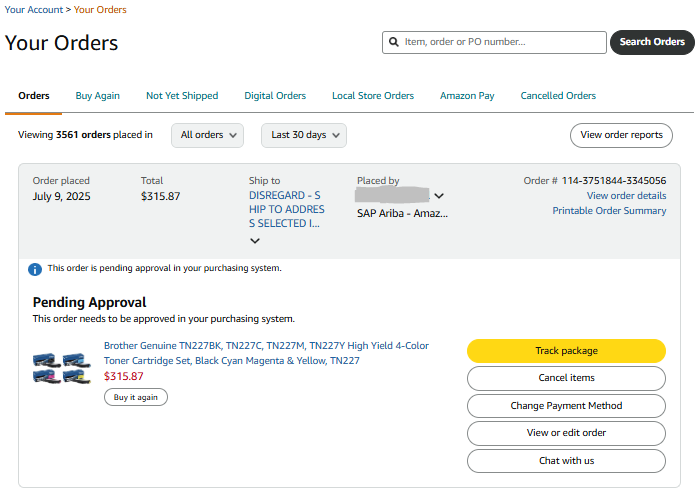 Your Account > Your Orders
Your Orders
Item, order or PO number...
Search Orders
Orders Buy Again Not Yet Shipped Digital Orders Local Store Orders Amazon Pay Cancelled Orders
Viewing 3561 orders placed in All orders Last 30 days View order reports
Order placed Total Ship to Placed by Order # 114-3751844-3345056
July 9, 2025 $315.87 DISREGARD - S View order details
HIP TO ADDRES SAP Ariba - Amaz... Printable Order Summary
S SELECTED I...
i This order is pending approval in your purchasing system.
Pending Approval
This order needs to be approved in your purchasing system.
Brother Genuine TN227BK, TN227C, TN227M, TN227Y High Yield 4-Color
Toner Cartridge Set, Black Cyan Magenta & Yellow, TN227
$315.87
Buy it again
Track package
Cancel items
Change Payment Method
View or edit order
Chat with us